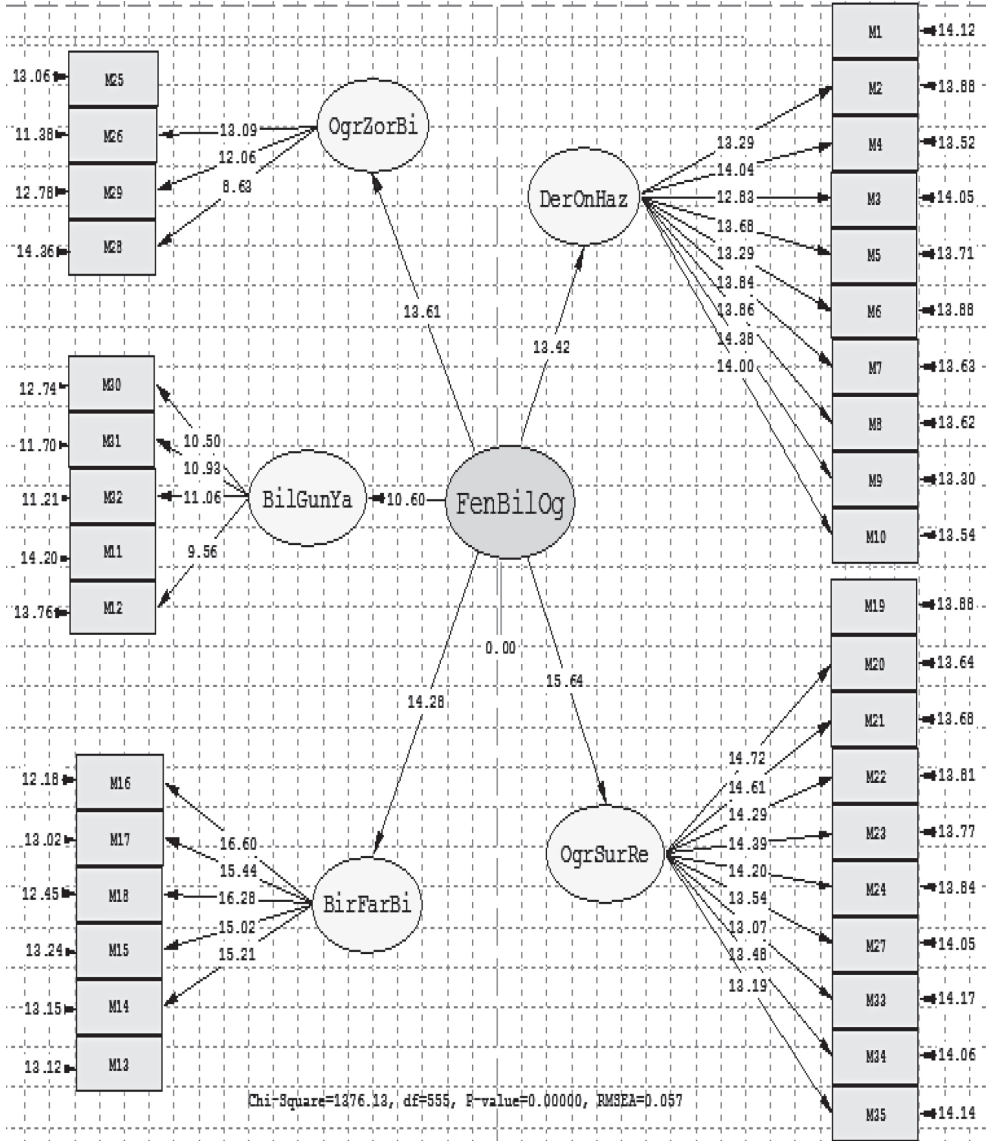 13.06 M25
11.38 M26
12.78 M29
14.36 M28
13.09
12.06
8.63
OgrZorBi
13.61
M1 14.12
M2 13.88
M4 13.52
M3 14.05
M5 13.71
M6 13.88
M7 13.63
M8 13.62
M9 13.30
M10 13.54
DerOnHaz
13.29
14.04
12.83
13.68
13.29
13.84
13.86
14.38
14.00
13.42
12.74 M30
11.70 M31
11.21 M32
14.20 M11
13.76 M12
10.50
10.93
11.06
9.56
BilGunYa
10.60
FenBilOg
0.00
14.28
15.64
12.18 M16
13.02 M17
12.45 M18
13.24 M15
13.15 M14
13.12 M13
16.60
15.44
16.28
15.02
15.21
BirFarBi
OgrSurRe
14.72
14.61
14.29
14.39
14.20
13.54
13.07
13.48
13.19
M19 13.88
M20 13.64
M21 13.68
M22 13.81
M23 13.77
M24 13.84
M27 14.05
M33 14.17
M34 14.06
M35 14.14
Chi-Square=1376.13, df=555, P-value=0.00000, RMSEA=0.057